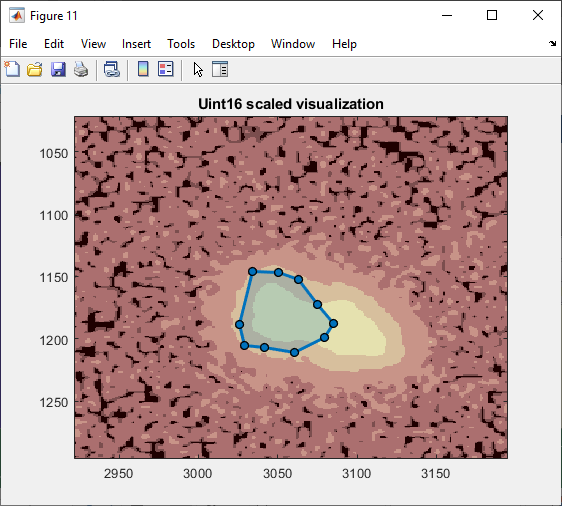 Figure 11
File Edit View Insert Tools Desktop Window Help
Uint16 scaled visualization
1050
1100
1150
1200
1250
2950 3000 3050 3100 3150